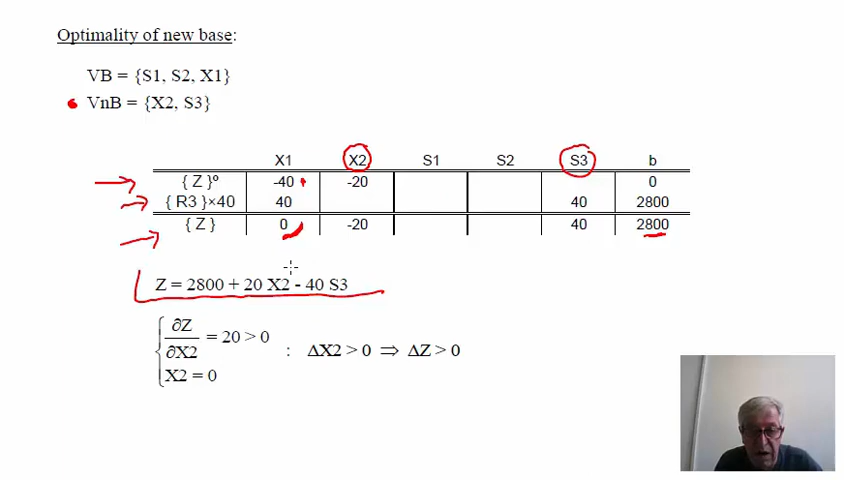 Optimality of new base:
VB = {S1, S2, X1}
VnB = {X2, S3}
X1 X2 S1 S2 S3 b
{ Z }º -40 -20 0
{ R3 }×40 40 40 2800
{ Z } 0 -20 40 2800
Z = 2800 + 20 X2 - 40 S3
∂Z
∂X2
= 20 > 0
X2 = 0
: ΔX2 > 0 ⇒ ΔZ > 0